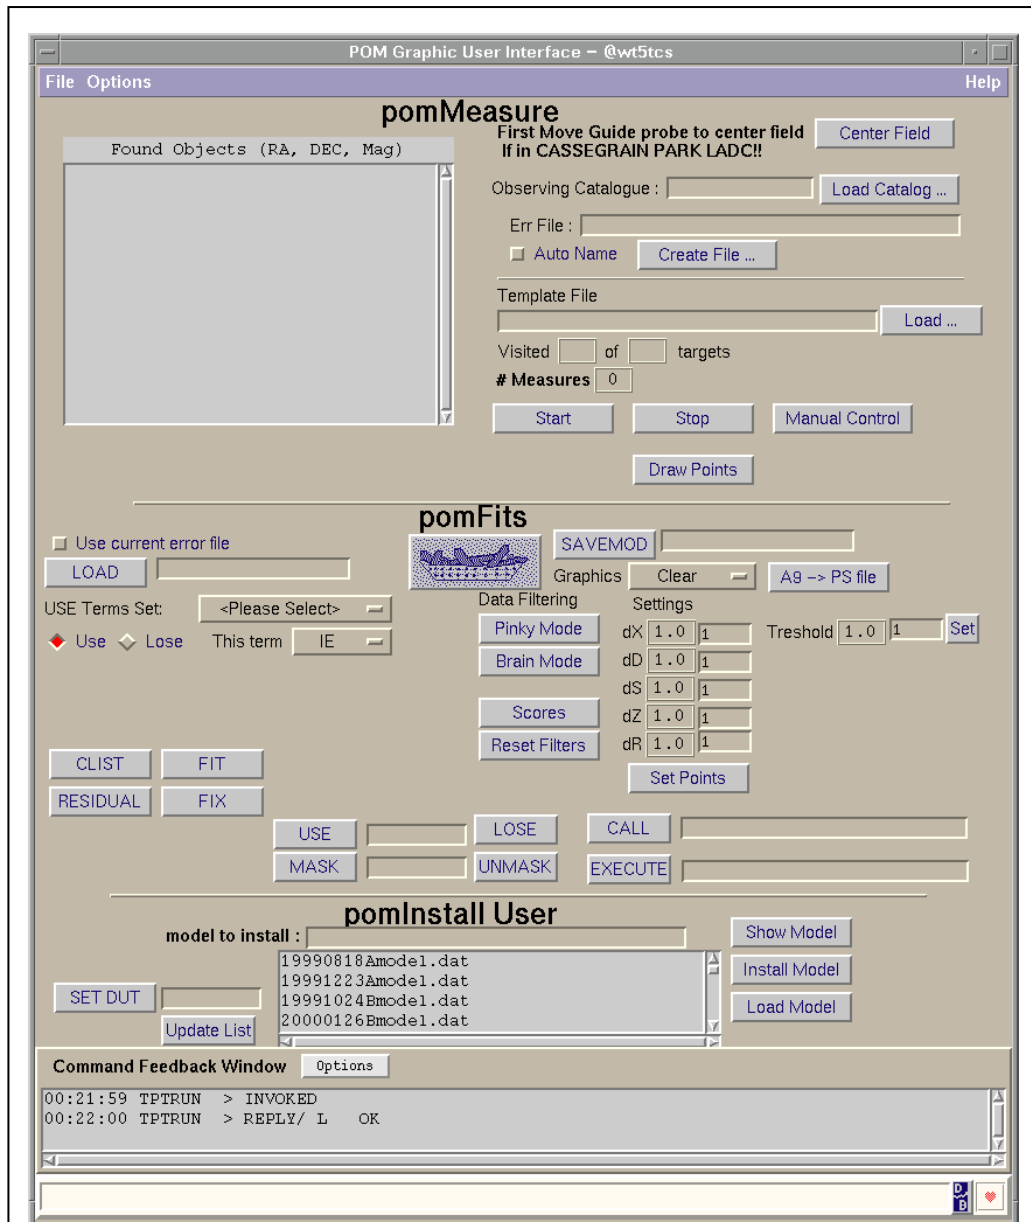 POM Graphic User Interface – @wt5tcs
File Options Help
pomMeasure
First Move Guide probe to center field
If in CASSEGRAIN PARK LADC!!
Center Field
Found Objects (RA, DEC, Mag)
Observing Catalogue : Load Catalog ...
Err File :
Auto Name Create File ...
Template File
Load ...
Visited of targets
# Measures 0
Start Stop Manual Control
Draw Points
pomFits
Use current error file
SAVEMOD
LOAD
Graphics Clear A9 –> PS file
USE Terms Set: <Please Select>
Data Filtering Settings
Use Lose This term IE
Pinky Mode dX 1.0 1 Treshold 1.0 1 Set
Brain Mode dD 1.0 1
dS 1.0 1
Scores dZ 1.0 1
Reset Filters dR 1.0 1
CLIST FIT
Set Points
RESIDUAL FIX
USE LOSE CALL
MASK UNMASK EXECUTE
pomInstall User
model to install :
Show Model
19990818Amodel.dat
19991223Amodel.dat
19991024Bmodel.dat
20000126Bmodel.dat
Install Model
SET DUT
Load Model
Update List
Command Feedback Window Options
00:21:59 TPTRUN > INVOKED
00:22:00 TPTRUN > REPLY/ L OK
D
B